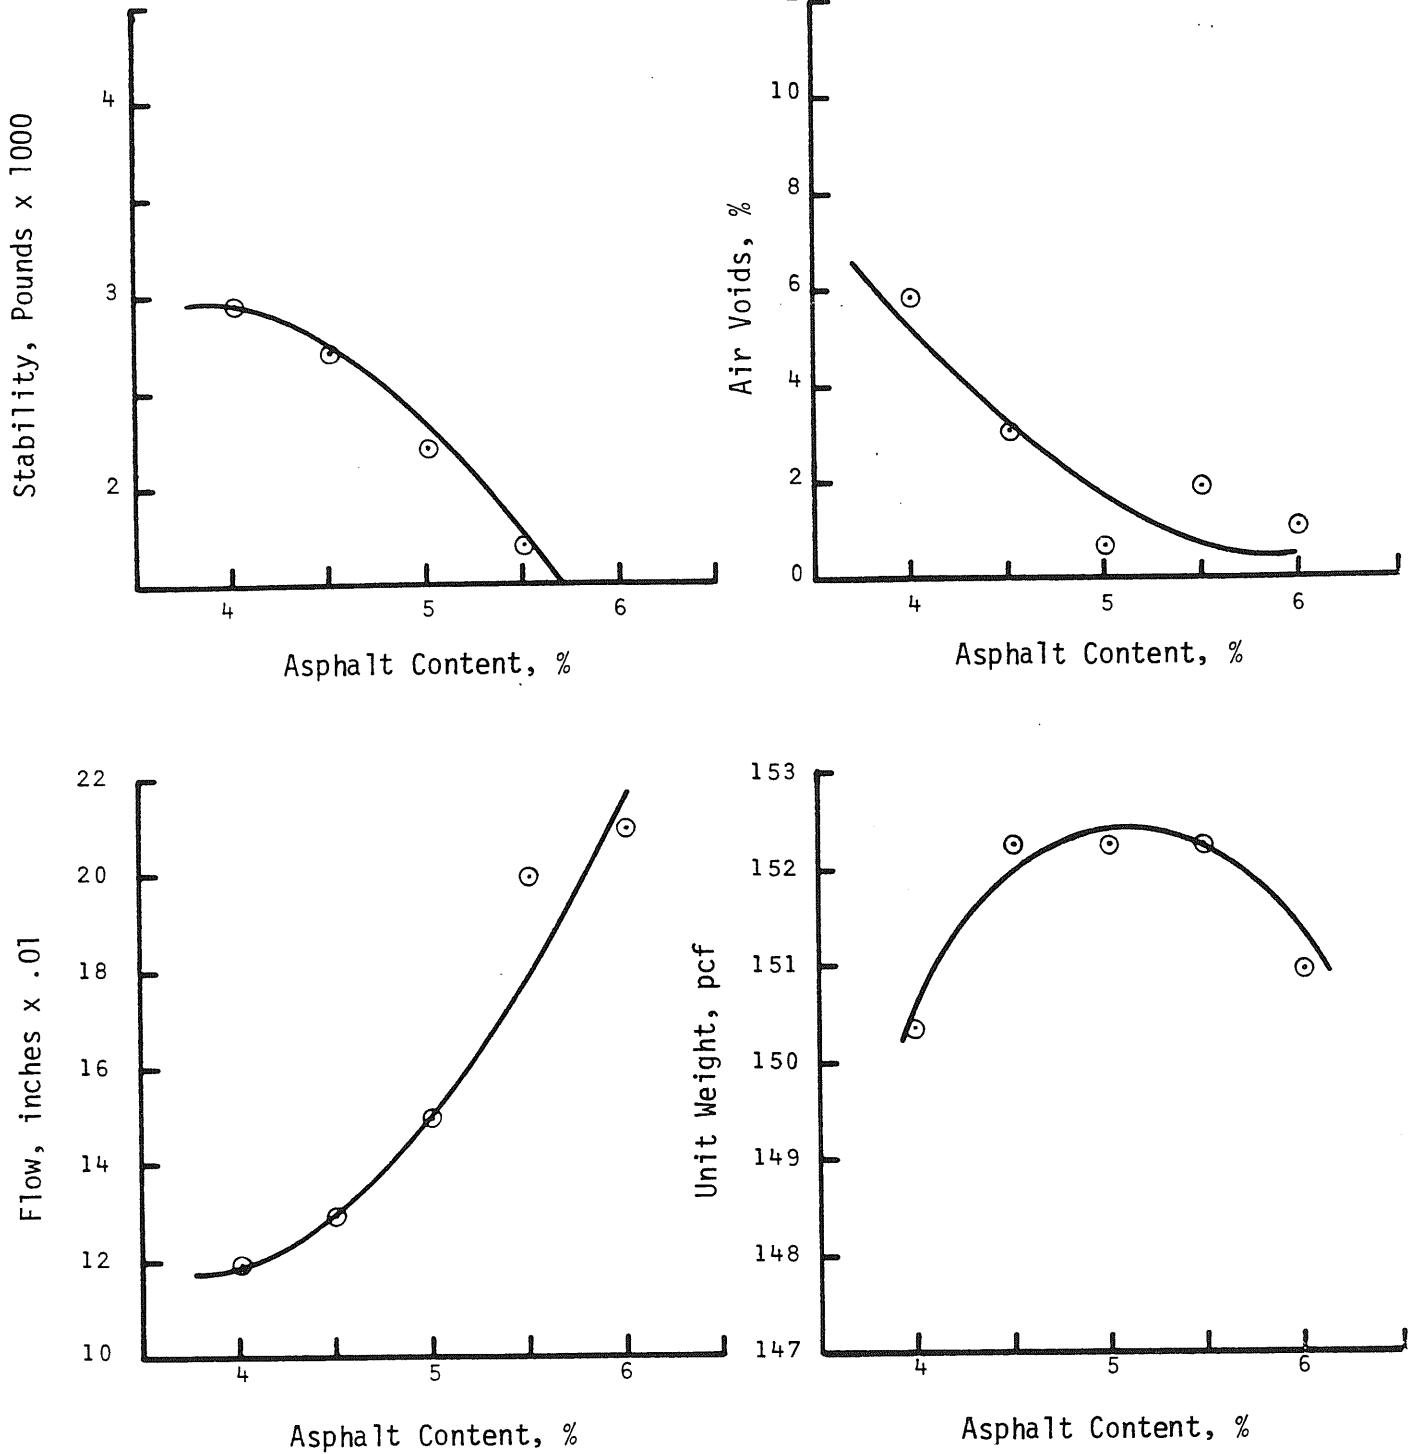 Stability, Pounds x 1000
4
3
2
4 5 6
Asphalt Content, %
Air Voids, %
10
8
6
4
2
0
4 5 6
Asphalt Content, %
Flow, inches x .01
22
20
18
16
14
12
10
4 5 6
Asphalt Content, %
Unit Weight, pcf
153
152
151
150
149
148
147
4 5 6
Asphalt Content, %